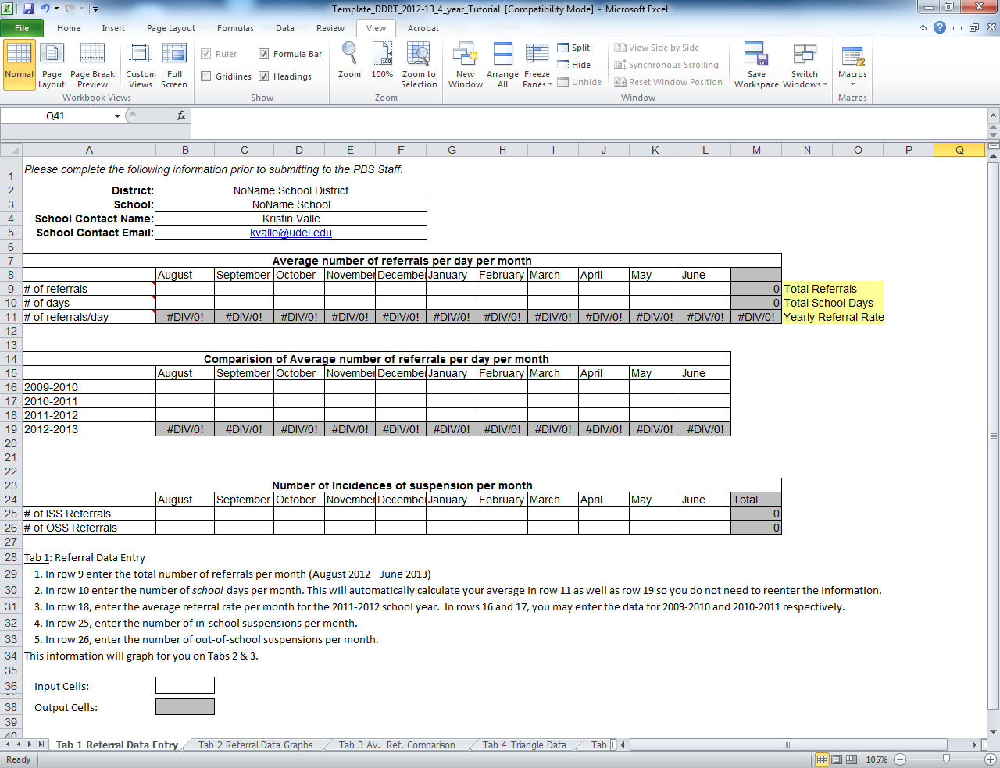 Template_DDRT_2012-13_4_year_Tutorial [Compatibility Mode] - Microsoft Excel
File Home Insert Page Layout Formulas Data Review View Acrobat
Normal Page Layout Page Break Preview Custom Views Full Screen
Workbook Views
Ruler Formula Bar
Gridlines Headings
Show
Zoom 100% Zoom to Selection
Zoom
New Window Arrange All Freeze Panes
Split
Hide
Unhide
View Side by Side
Synchronous Scrolling
Reset Window Position
Window
Save Workspace Switch Windows
Macros
Macros
Q41 fx
A B C D E F G H I J K L M N O P Q
1 Please complete the following information prior to submitting to the PBS Staff.
2 District: NoName School District
3 School: NoName School
4 School Contact Name: Kristin Valle
5 School Contact Email: kvalle@udel.edu
6
7 Average number of referrals per day per month
8 August September October November December January February March April May June
9 # of referrals 0 Total Referrals
10 # of days 0 Total School Days
11 # of referrals/day #DIV/0! #DIV/0! #DIV/0! #DIV/0! #DIV/0! #DIV/0! #DIV/0! #DIV/0! #DIV/0! #DIV/0! #DIV/0! #DIV/0! Yearly Referral Rate
12
13
14 Comparision of Average number of referrals per day per month
15 August September October November December January February March April May June
16 2009-2010
17 2010-2011
18 2011-2012
19 2012-2013 #DIV/0! #DIV/0! #DIV/0! #DIV/0! #DIV/0! #DIV/0! #DIV/0! #DIV/0! #DIV/0! #DIV/0! #DIV/0!
20
21
22
23 Number of Incidences of suspension per month
24 August September October November December January February March April May June Total
25 # of ISS Referrals 0
26 # of OSS Referrals 0
27
28 Tab 1: Referral Data Entry
29 1. In row 9 enter the total number of referrals per month (August 2012 – June 2013)
30 2. In row 10 enter the number of school days per month. This will automatically calculate your average in row 11 as well as row 19 so you do not need to reenter the information.
31 3. In row 18, enter the average referral rate per month for the 2011-2012 school year. In rows 16 and 17, you may enter the data for 2009-2010 and 2010-2011 respectively.
32 4. In row 25, enter the number of in-school suspensions per month.
33 5. In row 26, enter the number of out-of-school suspensions per month.
34 This information will graph for you on Tabs 2 & 3.
35
36 Input Cells:
38 Output Cells:
39
40
Tab 1 Referral Data Entry Tab 2 Referral Data Graphs Tab 3 Av. Ref. Comparison Tab 4 Triangle Data Tab
Ready 105%